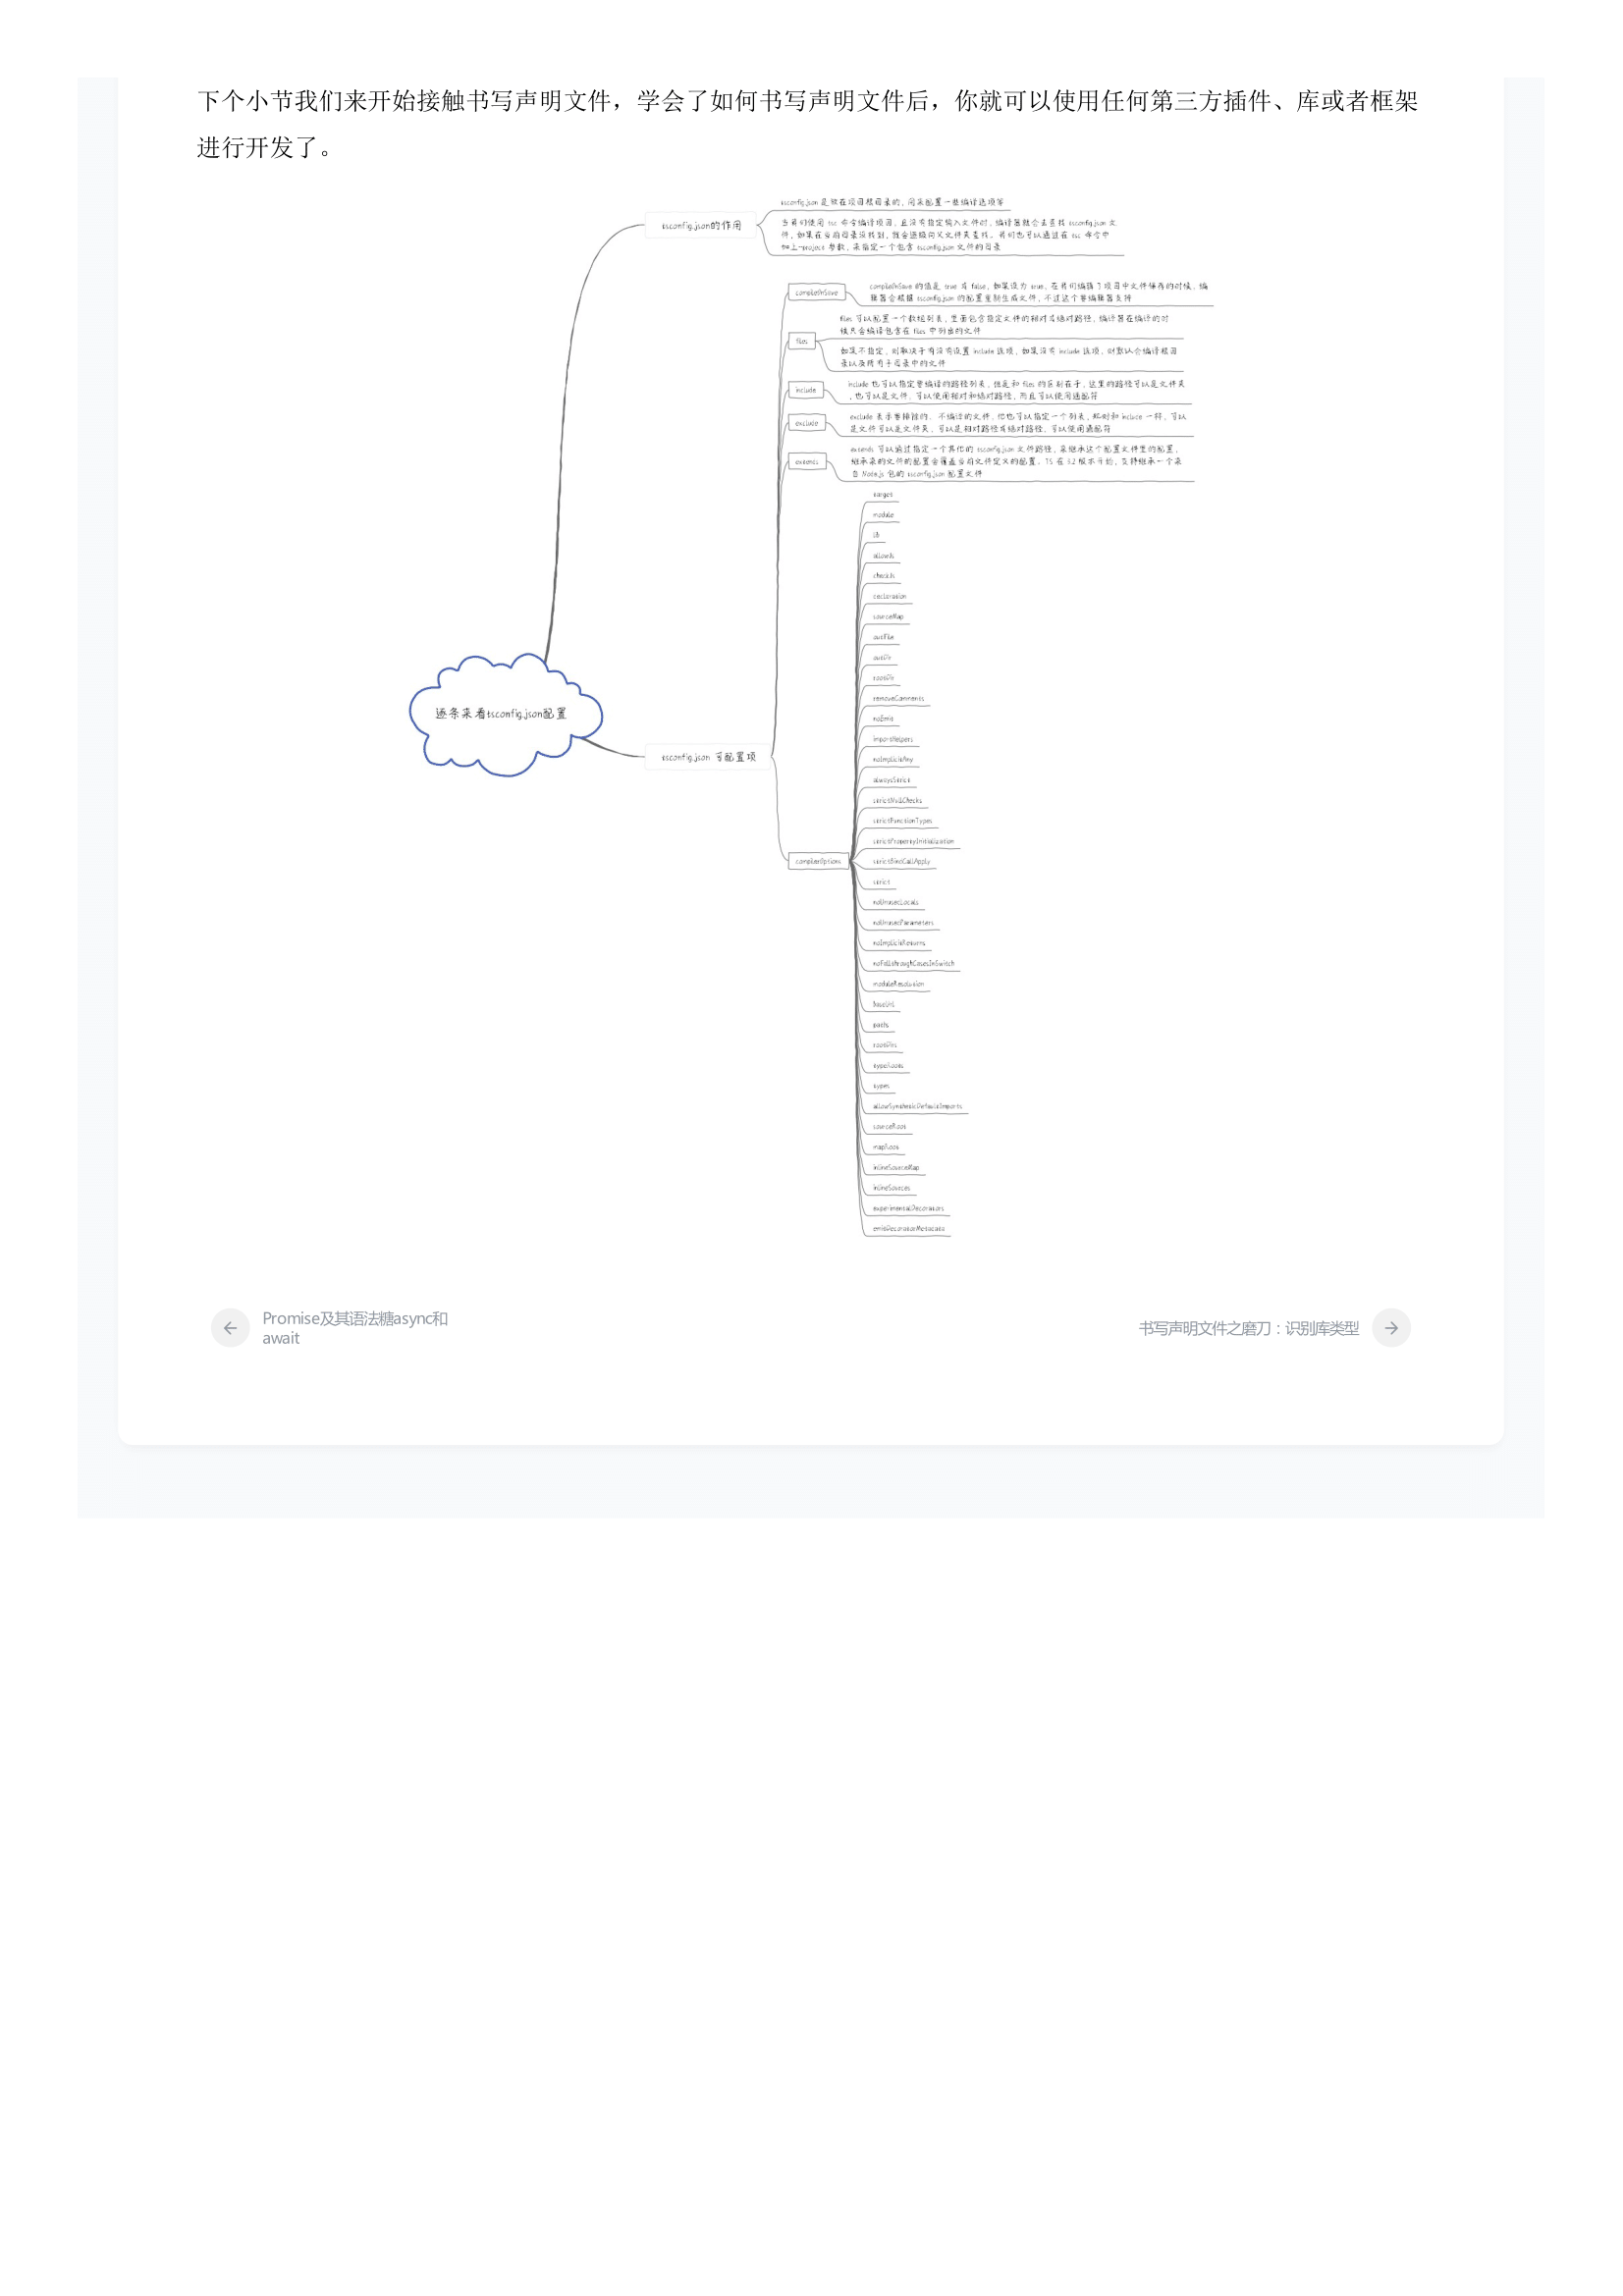 下个小节我们来开始接触书写声明文件，学会了如何书写声明文件后，你就可以使用任何第三方插件、库或者框架
进行开发了。
逐条来看tsconfig.json配置
tsconfig.json的作用
tsconfig.json 是放在项目根目录的，用来配置一些编译选项等
当我们使用 tsc 命令编译项目，且没有指定输入文件时，编译器就会去查找 tsconfig.json 文
件，如果在当前目录没找到，就会逐级向父文件夹查找。我们也可以通过在 tsc 命令中
加上–project 参数，来指定一个包含 tsconfig.json 文件的目录
tsconfig.json 可配置项
compileOnSave
compileOnSave 的值是 true 或 false，如果设为 true，在我们编辑了项目中文件保存的时候，编
辑器会根据 tsconfig.json 的配置重新生成文件，不过这个要编辑器支持
files
files 可以配置一个数组列表，里面包含指定文件的相对或绝对路径，编译器在编译的时
候只会编译包含在 files 中列出的文件
如果不指定，则取决于有没有设置 include 选项，如果没有 include 选项，则默认会编译根目
录以及所有子目录中的文件
include
include 也可以指定要编译的路径列表，但是和 files 的区别在于，这里的路径可以是文件夹
，也可以是文件，可以使用相对和绝对路径，而且可以使用通配符
exclude
exclude 表示要排除的、不编译的文件，他也可以指定一个列表，规则和 include 一样，可以
是文件可以是文件夹，可以是相对路径或绝对路径，可以使用通配符
extends
extends 可以通过指定一个其他的 tsconfig.json 文件路径，来继承这个配置文件里的配置，
继承来的文件的配置会覆盖当前文件定义的配置。TS 在 3.2 版本开始，支持继承一个来
自 Node.js 包的 tsconfig.json 配置文件
compilerOptions
target
module
lib
allowJs
checkJs
declaration
sourceMap
outFile
outDir
rootDir
removeComments
noEmit
importHelpers
noImplicitAny
alwaysStrict
strictNullChecks
strictFunctionTypes
strictPropertyInitialization
strictBindCallApply
strict
noUnusedLocals
noUnusedParameters
noImplicitReturns
noFallthroughCasesInSwitch
moduleResolution
baseUrl
paths
rootDirs
typeRoots
types
allowSyntheticDefaultImports
sourceRoot
mapRoot
inlineSourceMap
inlineSources
experimentalDecorators
emitDecoratorMetadata
Promise及其语法糖async和
await
书写声明文件之磨刀：识别库类型